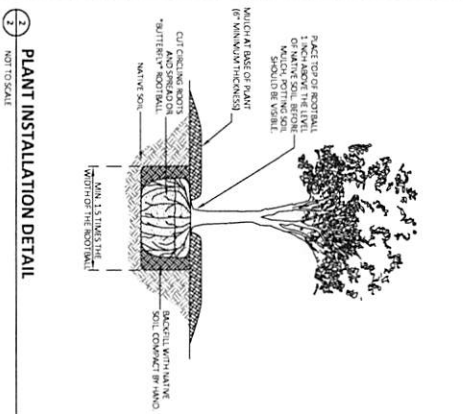 PLACE TOP OF ROOTBALL
1 INCH ABOVE THE LEVEL
OF NATIVE SOIL. BEFORE
MULCH, POTTING SOIL
SHOULD BE VISIBLE.
MULCH AT BASE OF PLANT
(6" MINIMUM THICKNESS)
CUT CIRCLING ROOTS
AND SPREAD OR
"BUTTERFLY" ROOTBALL.
NATIVE SOIL
MIN. 1.5 TIMES THE
WIDTH OF THE ROOTBALL
BACKFILL WITH NATIVE
SOIL. COMPACT BY HAND.
2
2
PLANT INSTALLATION DETAIL
NOT TO SCALE